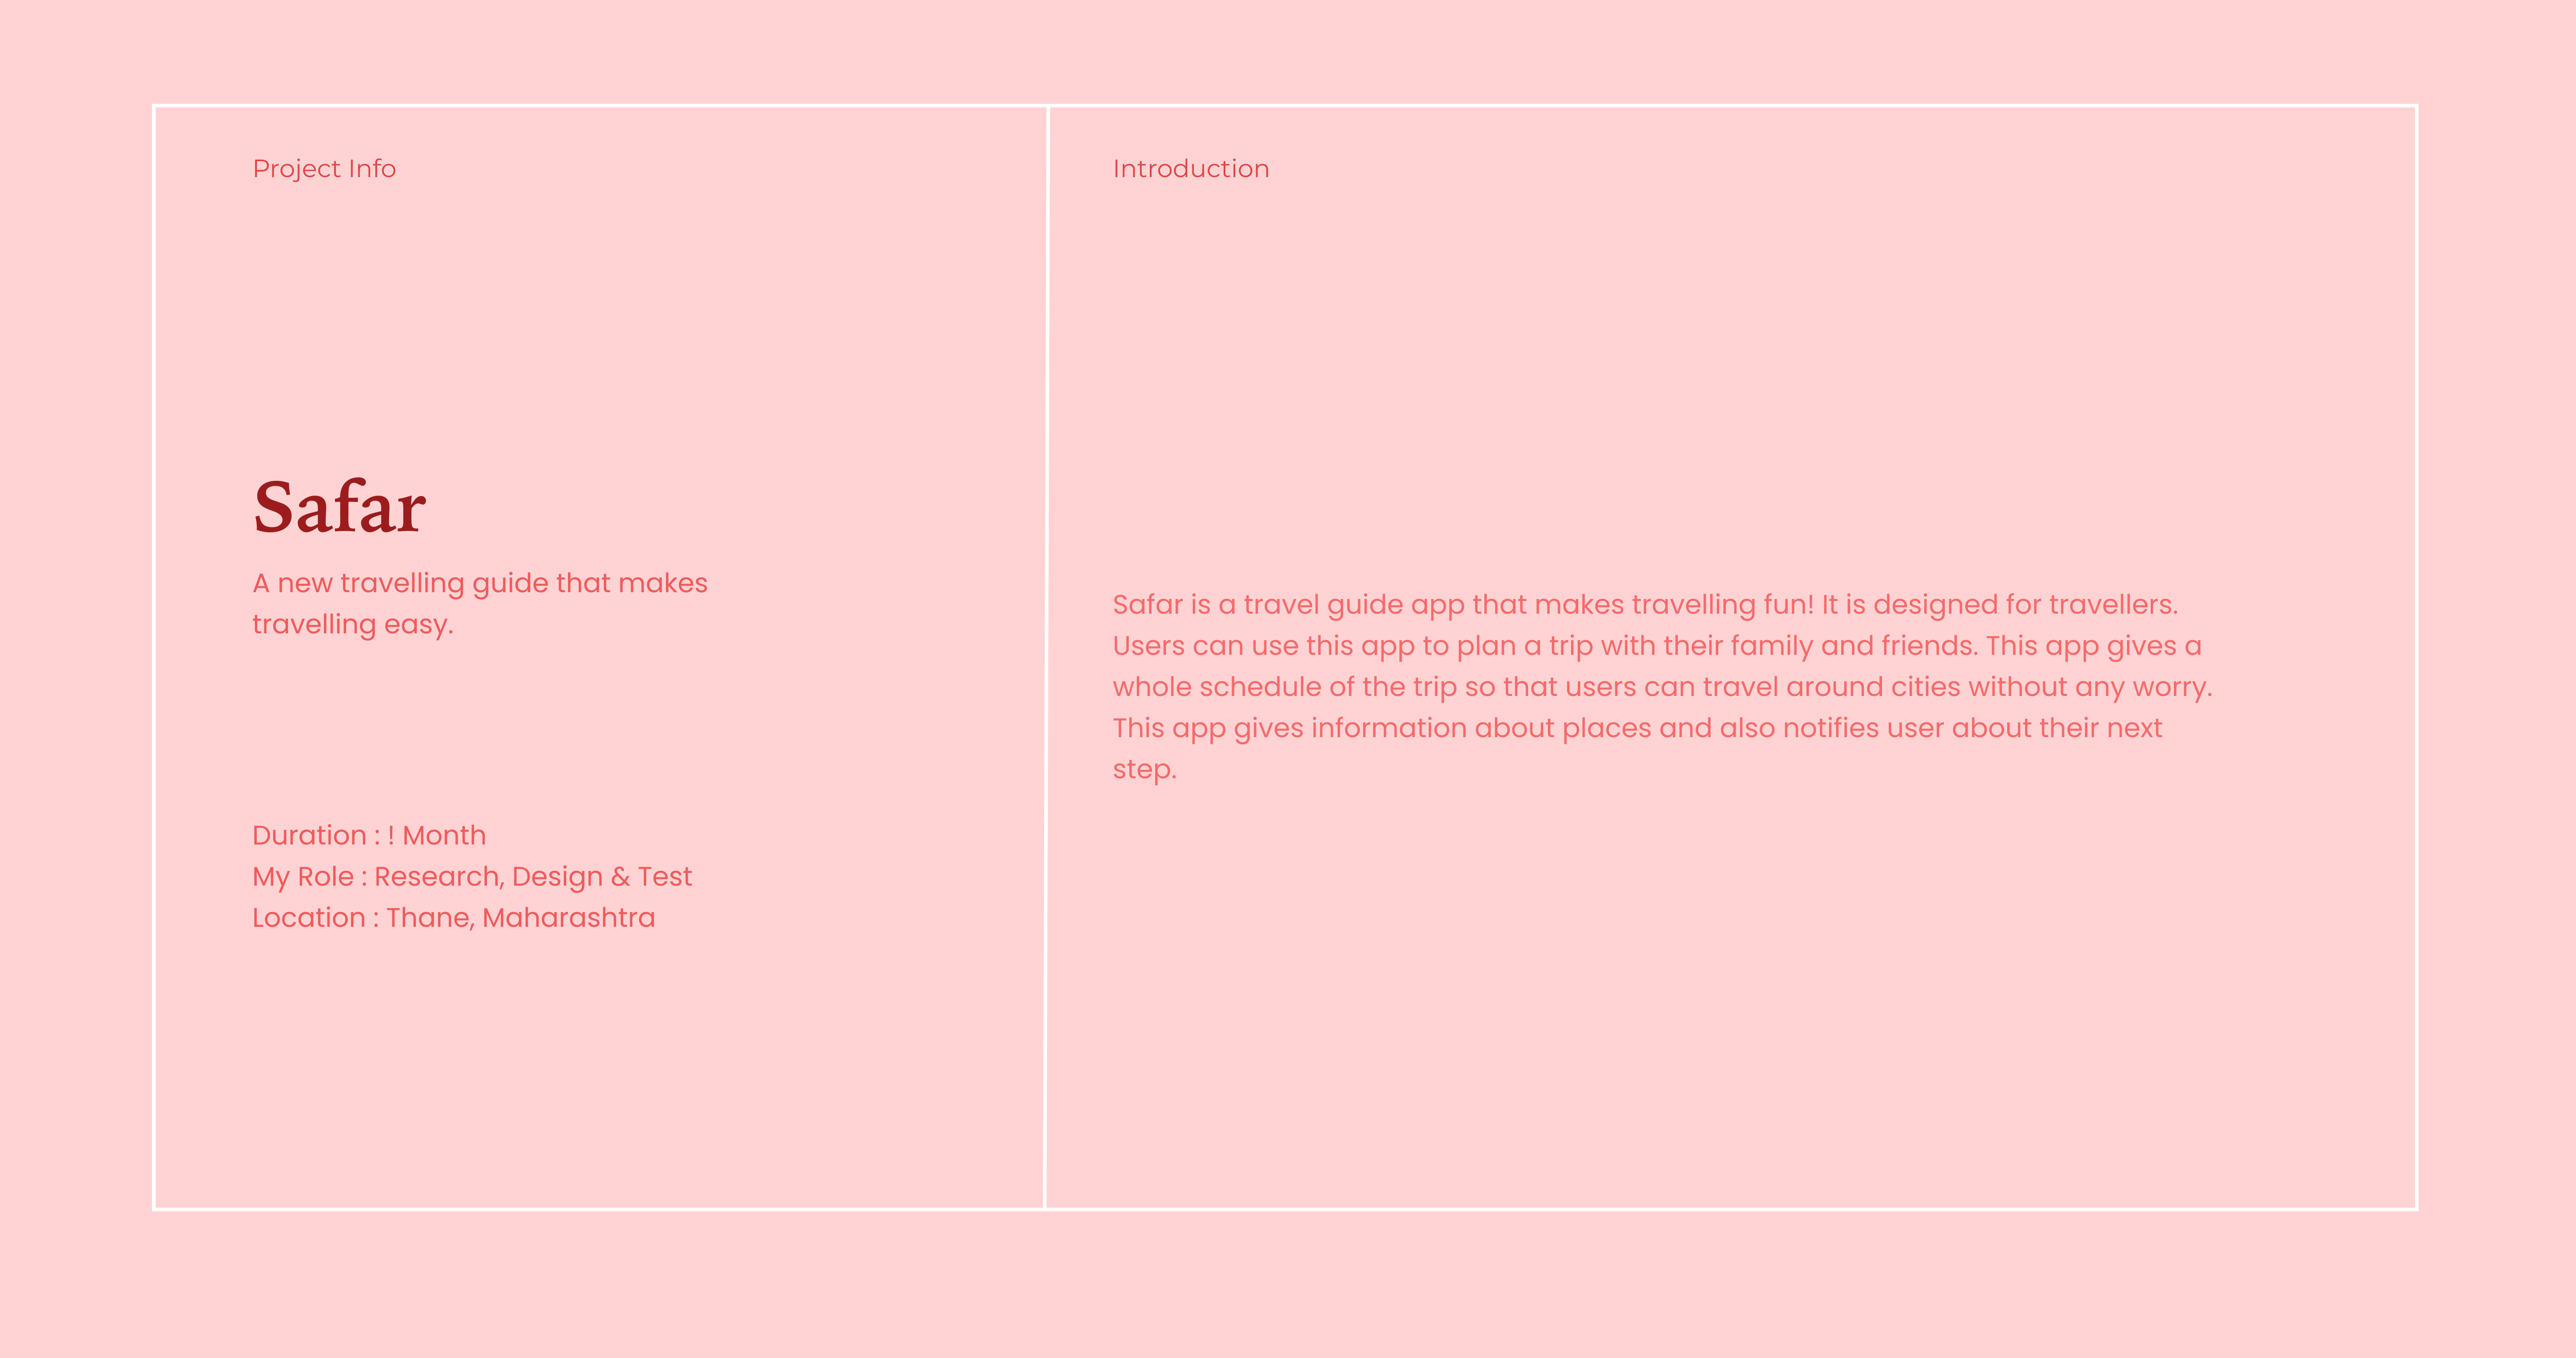 Project Info
Safar
A new travelling guide that makes
travelling easy.
Duration : ! Month
My Role : Research, Design & Test
Location : Thane, Maharashtra
Introduction
Safar is a travel guide app that makes travelling fun! It is designed for travellers.
Users can use this app to plan a trip with their family and friends. This app gives a
whole schedule of the trip so that users can travel around cities without any worry.
This app gives information about places and also notifies user about their next
step.